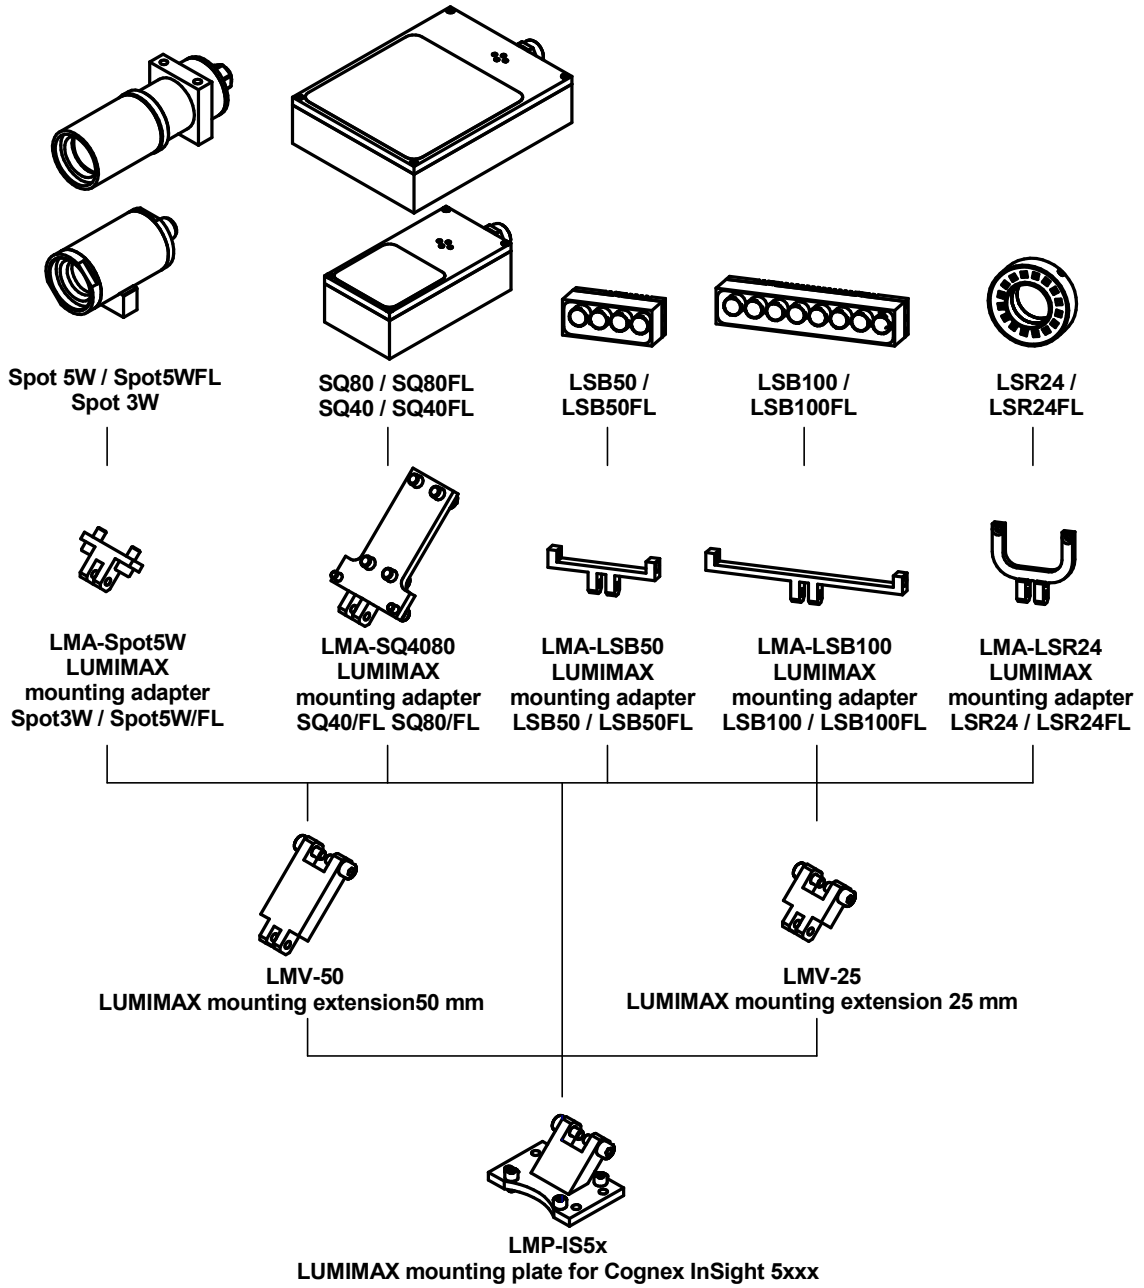 Spot 5W / Spot5WFL
Spot 3W
SQ80 / SQ80FL
SQ40 / SQ40FL
LSB50 /
LSB50FL
LSB100 /
LSB100FL
LSR24 /
LSR24FL
LMA-Spot5W
LUMIMAX
mounting adapter
Spot3W / Spot5W/FL
LMA-SQ4080
LUMIMAX
mounting adapter
SQ40/FL SQ80/FL
LMA-LSB50
LUMIMAX
mounting adapter
LSB50 / LSB50FL
LMA-LSB100
LUMIMAX
mounting adapter
LSB100 / LSB100FL
LMA-LSR24
LUMIMAX
mounting adapter
LSR24 / LSR24FL
LMV-50
LUMIMAX mounting extension50 mm
LMV-25
LUMIMAX mounting extension 25 mm
LMP-IS5x
LUMIMAX mounting plate for Cognex InSight 5xxx